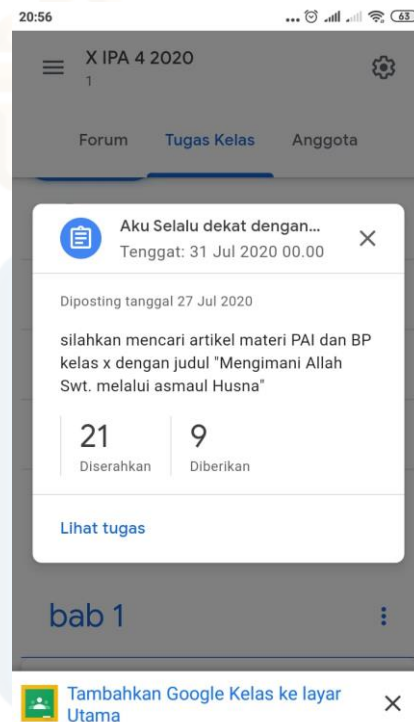 20:56
63
X IPA 4 2020
1
Forum Tugas Kelas Anggota
Aku Selalu dekat dengan...
Tenggat: 31 Jul 2020 00.00
Diposting tanggal 27 Jul 2020
silahkan mencari artikel materi PAI dan BP
kelas x dengan judul "Mengimani Allah
Swt. melalui asmaul Husna"
21 9
Diserahkan Diberikan
Lihat tugas
bab 1
Tambahkan Google Kelas ke layar
Utama